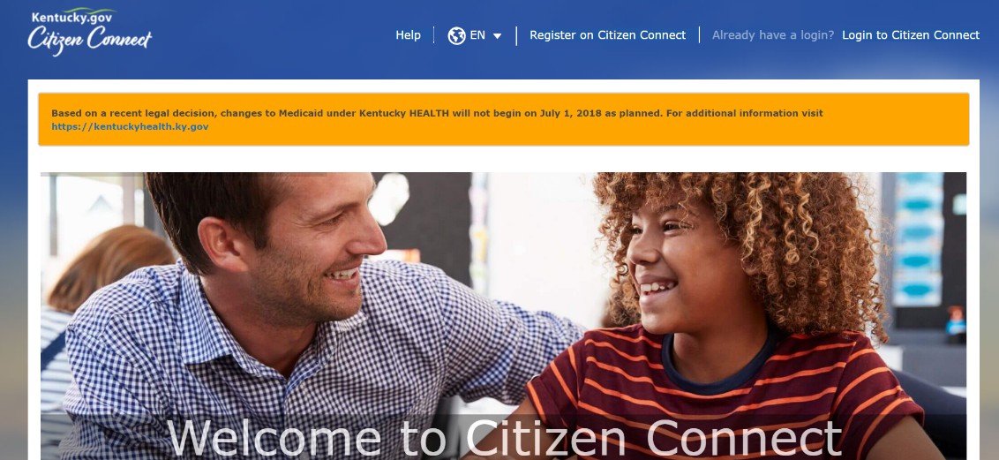 Kentucky.gov
Citizen Connect
Help EN Register on Citizen Connect Already have a login? Login to Citizen Connect
Based on a recent legal decision, changes to Medicaid under Kentucky HEALTH will not begin on July 1, 2018 as planned. For additional information visit
https://kentuckyhealth.ky.gov
Welcome to Citizen Connect